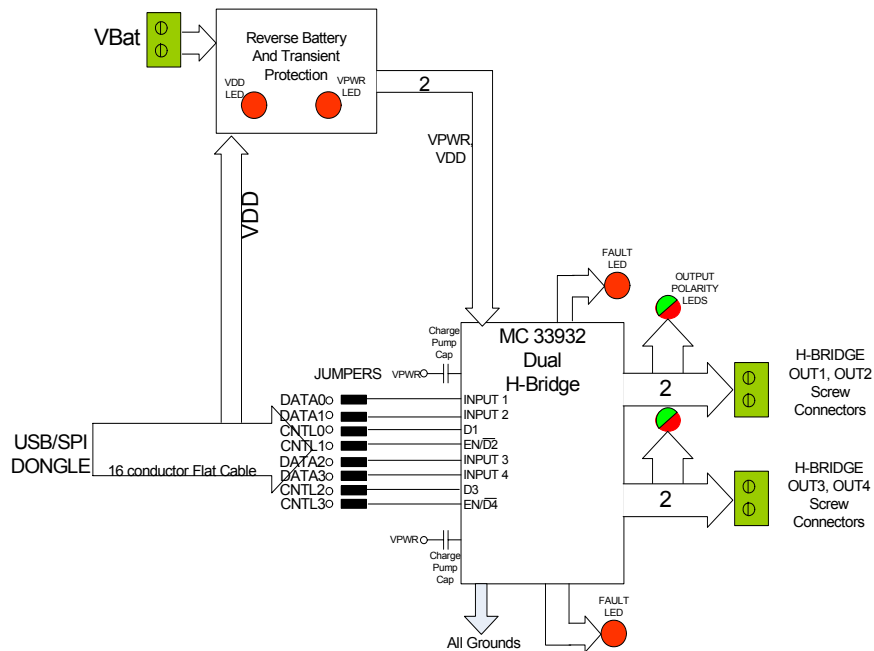 VBat
Reverse Battery
And Transient
Protection
VDD
LED
VPWR
LED
2
VPWR,
VDD
VDD
FAULT
LED
OUTPUT
POLARITY
LEDS
MC 33932
Dual
H-Bridge
Charge
Pump
Cap
VPWR
JUMPERS
DATA0
DATA1
CNTL0
CNTL1
DATA2
DATA3
CNTL2
CNTL3
INPUT 1
INPUT 2
D1
EN/D2
INPUT 3
INPUT 4
D3
EN/D4
2
H-BRIDGE
OUT1, OUT2
Screw
Connectors
USB/SPI
DONGLE
16 conductor Flat Cable
2
H-BRIDGE
OUT3, OUT4
Screw
Connectors
VPWR
Charge
Pump
Cap
FAULT
LED
All Grounds